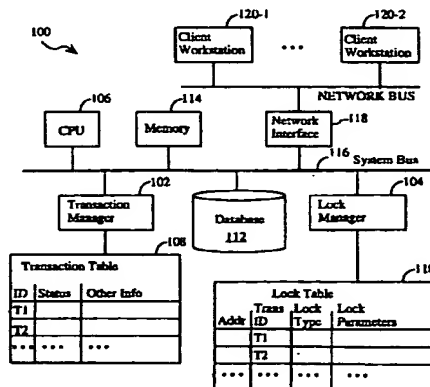 100
120-1
120-2
Client
Workstation
...
Client
Workstation
NETWORK BUS
106
114
118
CPU
Memory
Network
Interface
116
System Bus
102
104
Transaction
Manager
Database
112
Lock
Manager
108
110
Transaction Table
ID Status Other Info
T1
T2
... ... ...
Lock Table
Addr Trans ID Lock Type Lock Parameters
T1
T2
... ... ... ...